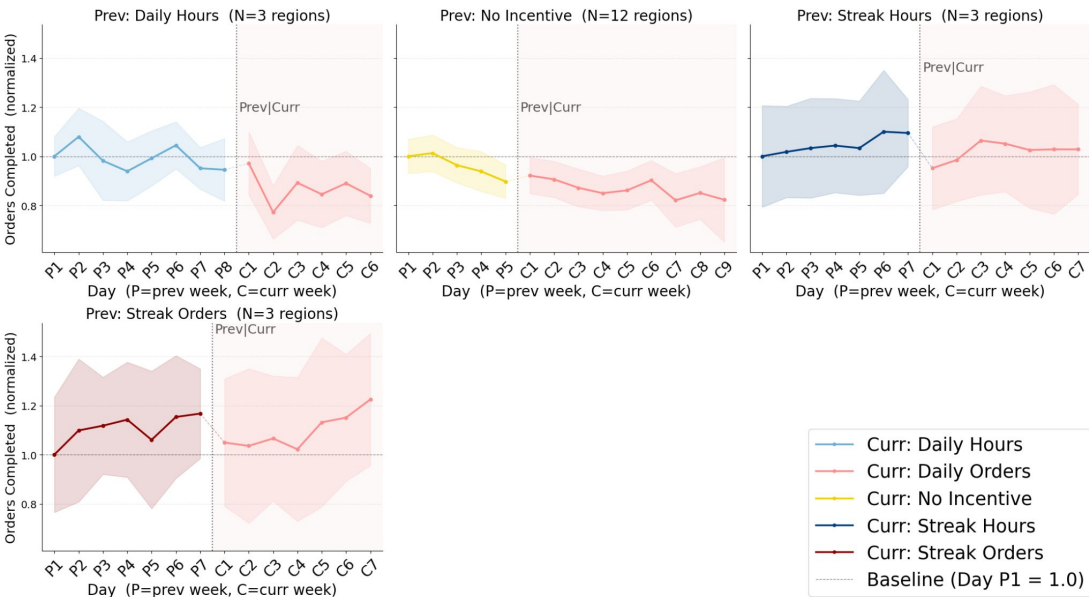 Prev: Daily Hours (N=3 regions)
Prev: No Incentive (N=12 regions)
Prev: Streak Hours (N=3 regions)
Orders Completed (normalized)
1.4
1.2
1.0
0.8
Prev|Curr
Prev|Curr
Prev|Curr
P1 P2 P3 P4 P5 P6 P7 P8 C1 C2 C3 C4 C5 C6
P1 P2 P3 P4 P5 C1 C2 C3 C4 C5 C6 C7 C8 C9
P1 P2 P3 P4 P5 P6 P7 C1 C2 C3 C4 C5 C6 C7
Day (P=prev week, C=curr week)
Day (P=prev week, C=curr week)
Day (P=prev week, C=curr week)
Prev: Streak Orders (N=3 regions)
Orders Completed (normalized)
1.4
1.2
1.0
0.8
Prev|Curr
P1 P2 P3 P4 P5 P6 P7 C1 C2 C3 C4 C5 C6 C7
Day (P=prev week, C=curr week)
Curr: Daily Hours
Curr: Daily Orders
Curr: No Incentive
Curr: Streak Hours
Curr: Streak Orders
Baseline (Day P1 = 1.0)